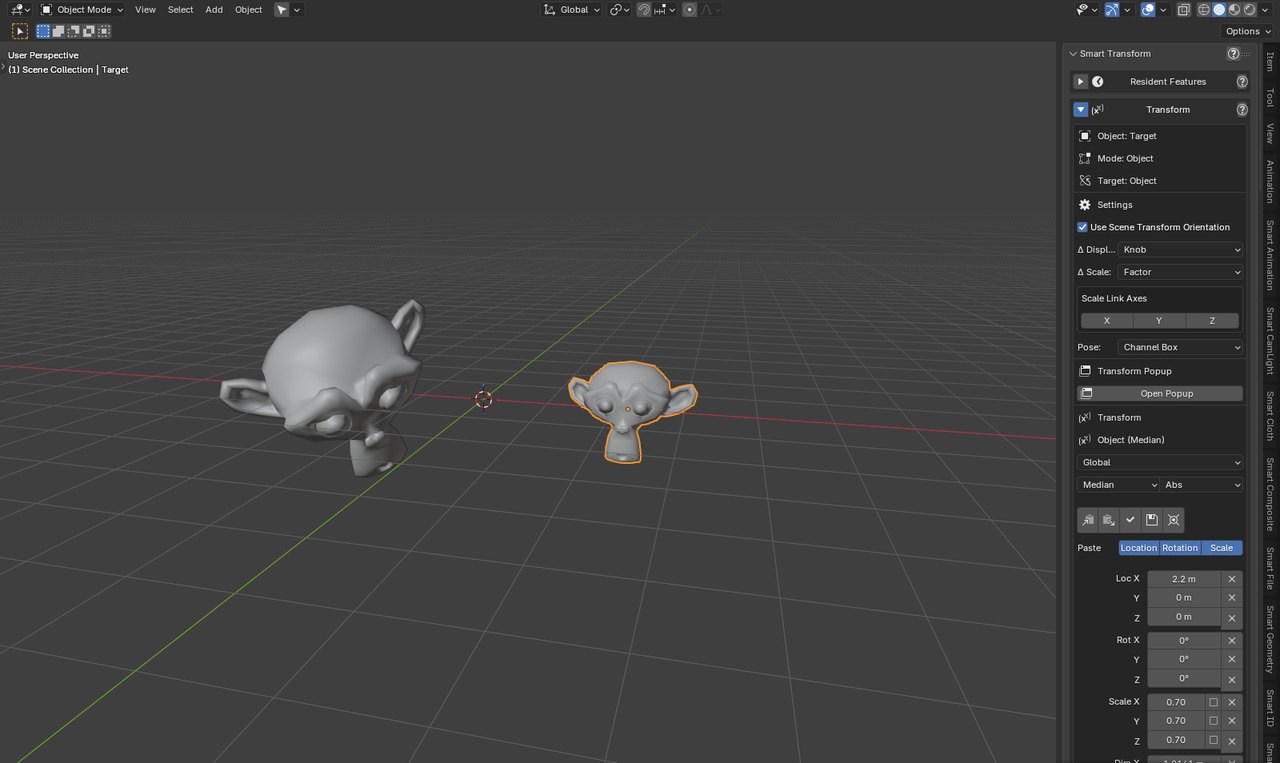 Object Mode View Select Add Object Global
Options
User Perspective
(1) Scene Collection | Target
Smart Transform
Resident Features
Transform
Object: Target
Mode: Object
Target: Object
Settings
Use Scene Transform Orientation
Δ Displ... Knob
Δ Scale: Factor
Scale Link Axes
X Y Z
Pose: Channel Box
Transform Popup
Open Popup
Transform
Object (Median)
Global
Median Abs
Paste Location Rotation Scale
Loc X 2.2 m
Y 0 m
Z 0 m
Rot X 0°
Y 0°
Z 0°
Scale X 0.70
Y 0.70
Z 0.70
Item
Tool
View
Animation
Smart Animation
Smart CamLight
Smart Cloth
Smart Composite
Smart File
Smart Geometry
Smart ID